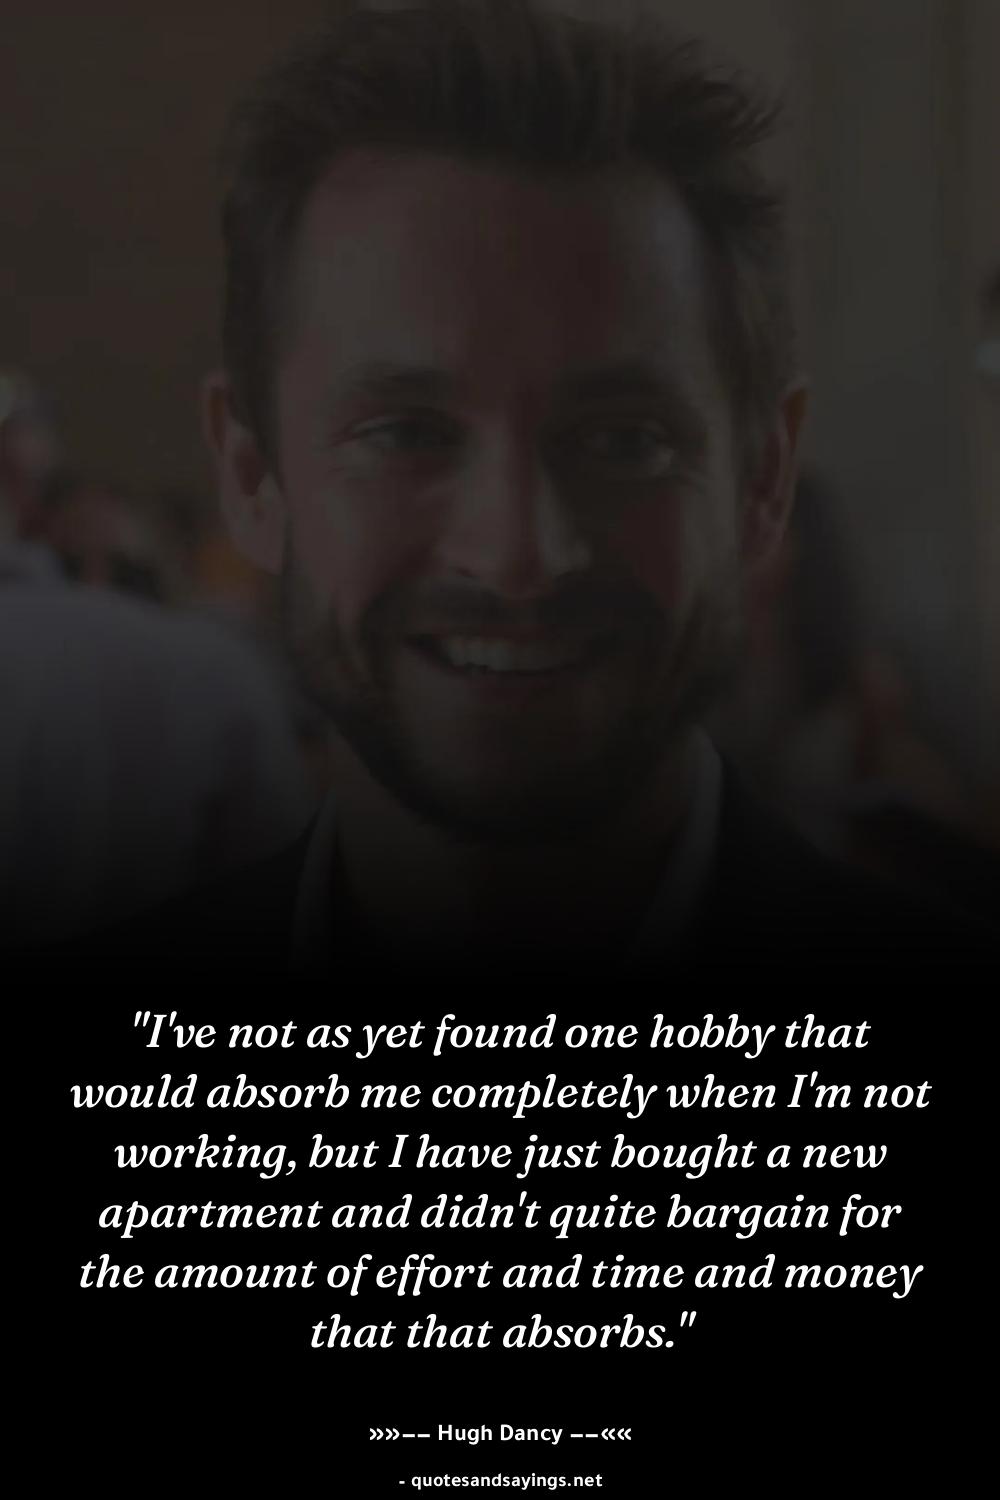 "I've not as yet found one hobby that
would absorb me completely when I'm not
working, but I have just bought a new
apartment and didn't quite bargain for
the amount of effort and time and money
that that absorbs."
»»−− Hugh Dancy −−««
- quotesandsayings.net